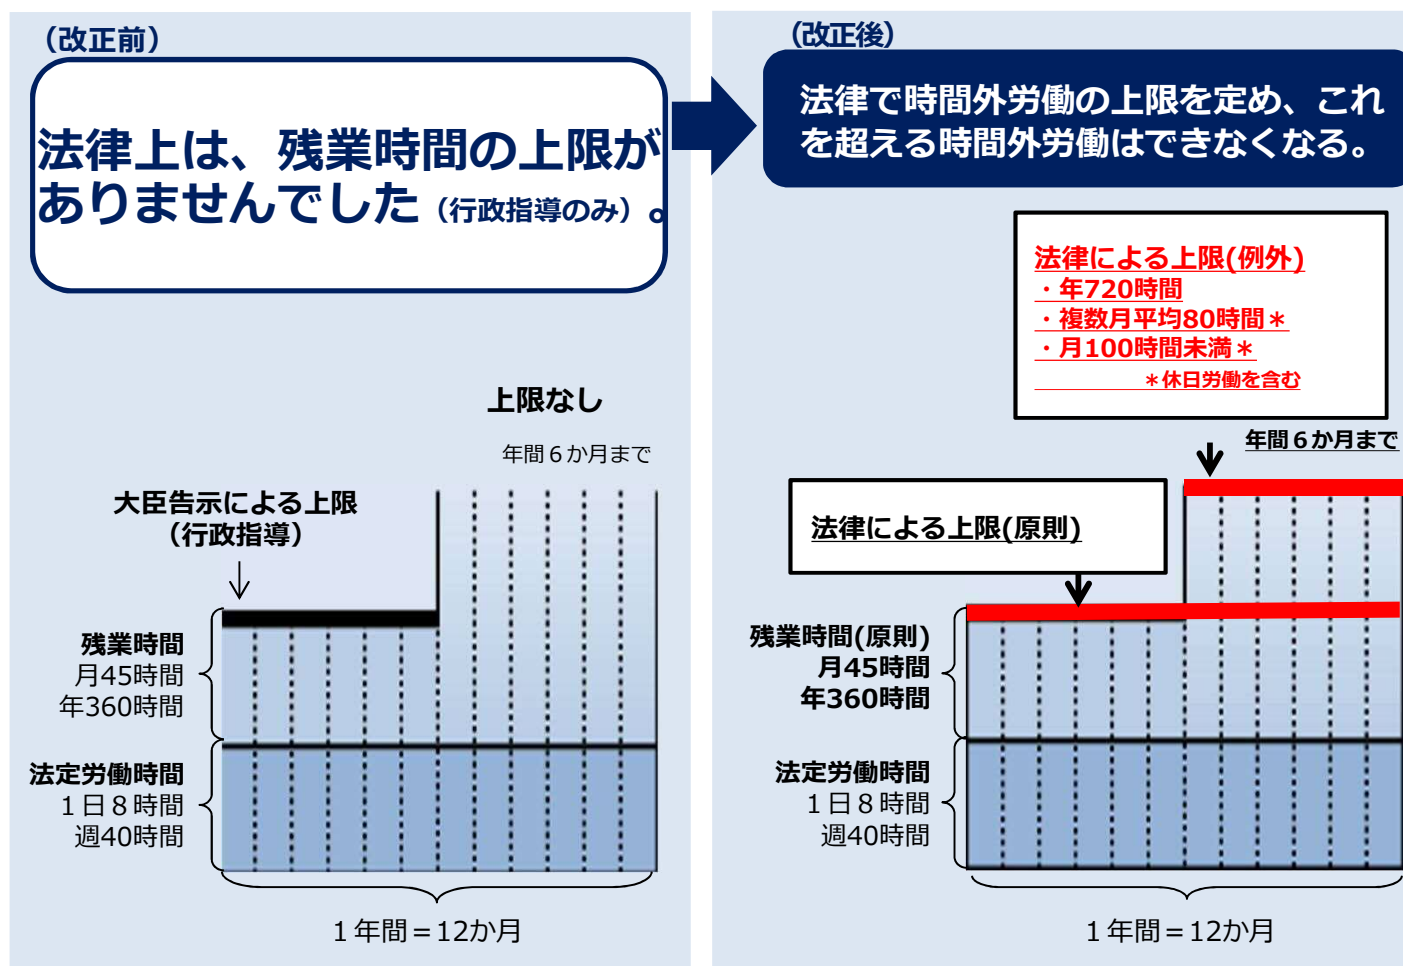 （改正前）
法律上は、残業時間の上限が
ありませんでした（行政指導のみ）。
上限なし
年間６か月まで
大臣告示による上限
（行政指導）
残業時間
月45時間
年360時間
法定労働時間
１日８時間
週40時間
１年間＝12か月
（改正後）
法律で時間外労働の上限を定め、これ
を超える時間外労働はできなくなる。
法律による上限(例外)
・年720時間
・複数月平均80時間＊
・月100時間未満＊
＊休日労働を含む
年間６か月まで
法律による上限(原則)
残業時間(原則)
月45時間
年360時間
法定労働時間
１日８時間
週40時間
１年間＝12か月